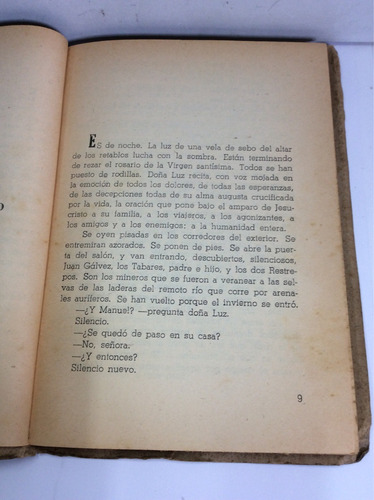 O
ES de noche. La luz de una vela de sebo del altar
de los retablos lucha con la sombra. Están terminando
de rezar el rosario de la Virgen santísima. Todos se han
puesto de rodillas. Doña Luz recita, con voz mojada en
la emoción de todos los dolores, de todas las esperanzas,
de las decepciones todas de su alma augusta crucificada
por la vida, la oración que pone bajo el amparo de Jesu-
cristo a su familia, a los viajeros, a los agonizantes, a
los amigos y a los enemigos: a la humanidad entera.
Se oyen pisadas en los corredores del exterior. Se
entremiran azorados. Se ponen de pies. Se abre la puer-
ta del salón, y van entrando, descubiertos, silenciosos,
Juan Gálvez, los Tabares, padre e hijo, y los dos Restre-
pos. Son los mineros que se fueron a veranear a las sel-
vas de las laderas del remoto río que corre por arena-
les auríferos. Se han vuelto porque el invierno se entró.
—¿Y Manuel? —pregunta doña Luz.
Silencio.
—¿Se quedó de paso en su casa?
—No, señora.
—¿Y entonces?
Silencio nuevo.
9